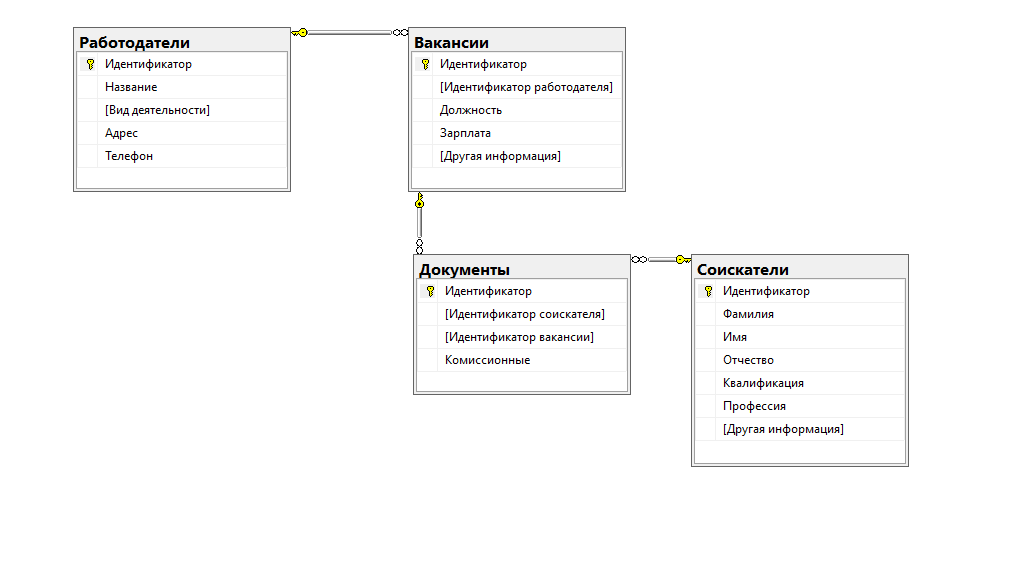 Работодатели
Идентификатор
Название
[Вид деятельности]
Адрес
Телефон
Вакансии
Идентификатор
[Идентификатор работодателя]
Должность
Зарплата
[Другая информация]
Документы
Идентификатор
[Идентификатор соискателя]
[Идентификатор вакансии]
Комиссионные
Соискатели
Идентификатор
Фамилия
Имя
Отчество
Квалификация
Профессия
[Другая информация]